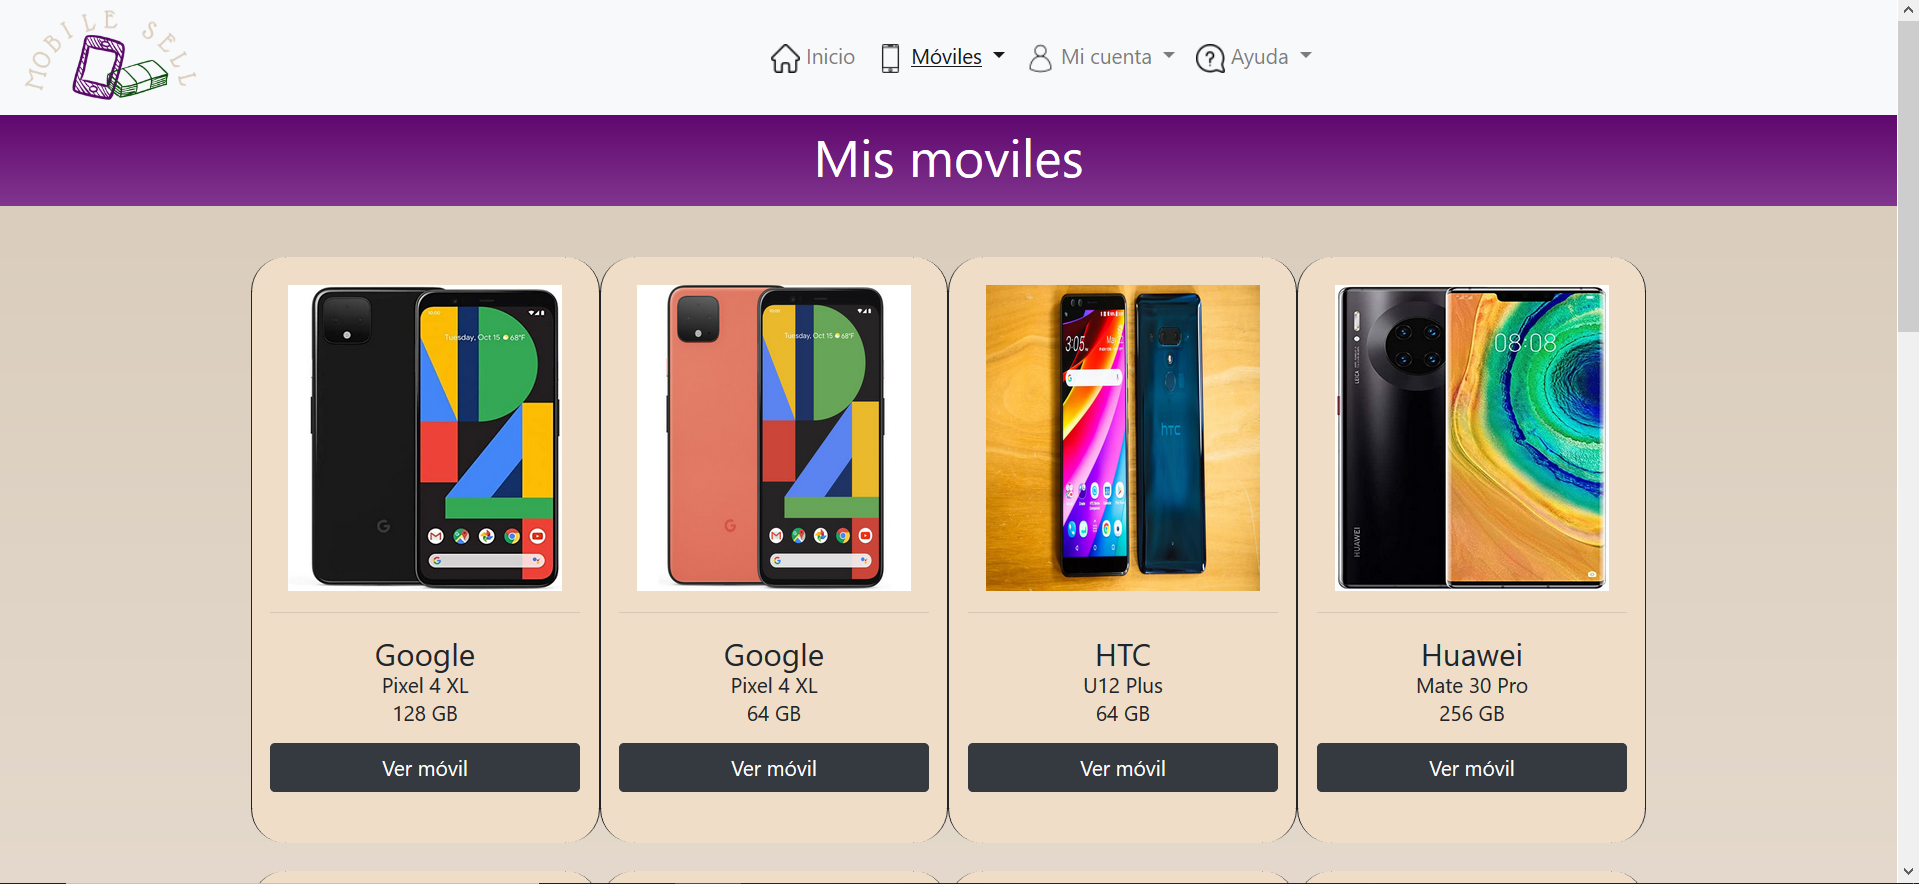 MOBILE SELL
Inicio
Móviles
Mi cuenta
Ayuda
Mis moviles
Tuesday, Oct 15 68°F
Tuesday, Oct 15 68°F
3:05
hTC
08:08
HUAWEI
Google
Pixel 4 XL
128 GB
Ver móvil
Google
Pixel 4 XL
64 GB
Ver móvil
HTC
U12 Plus
64 GB
Ver móvil
Huawei
Mate 30 Pro
256 GB
Ver móvil